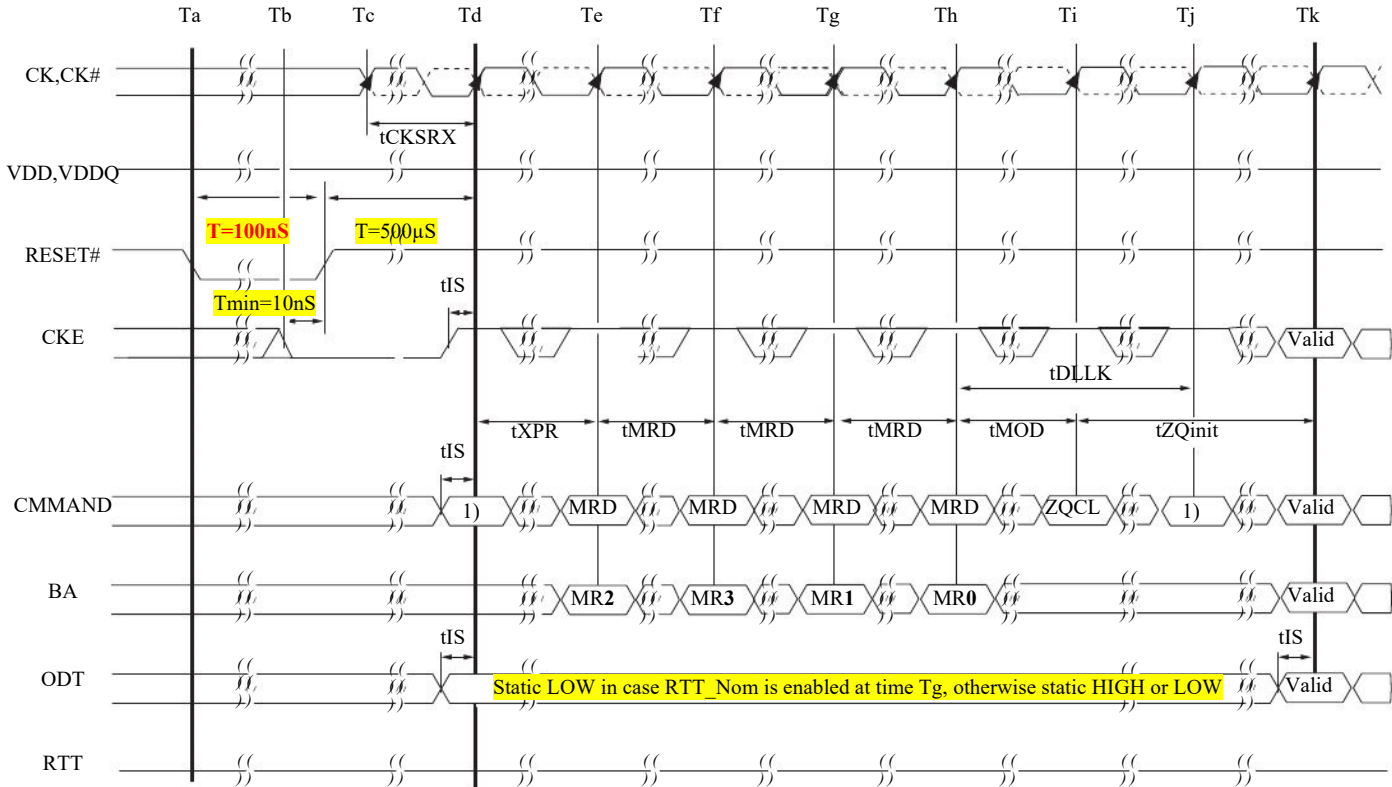 Ta Tb Tc Td Te Tf Tg Th Ti Tj Tk
CK,CK#
tCKSRX
VDD,VDDQ
T=100nS T=500µS
RESET#
Tmin=10nS tIS
CKE Valid
tDLLK
tXPR tMRD tMRD tMRD tMOD tZQinit
tIS
CMMAND 1) MRD MRD MRD MRD ZQCL 1) Valid
BA MR2 MR3 MR1 MR0 Valid
tIS tIS
ODT Static LOW in case RTT_Nom is enabled at time Tg, otherwise static HIGH or LOW Valid
RTT